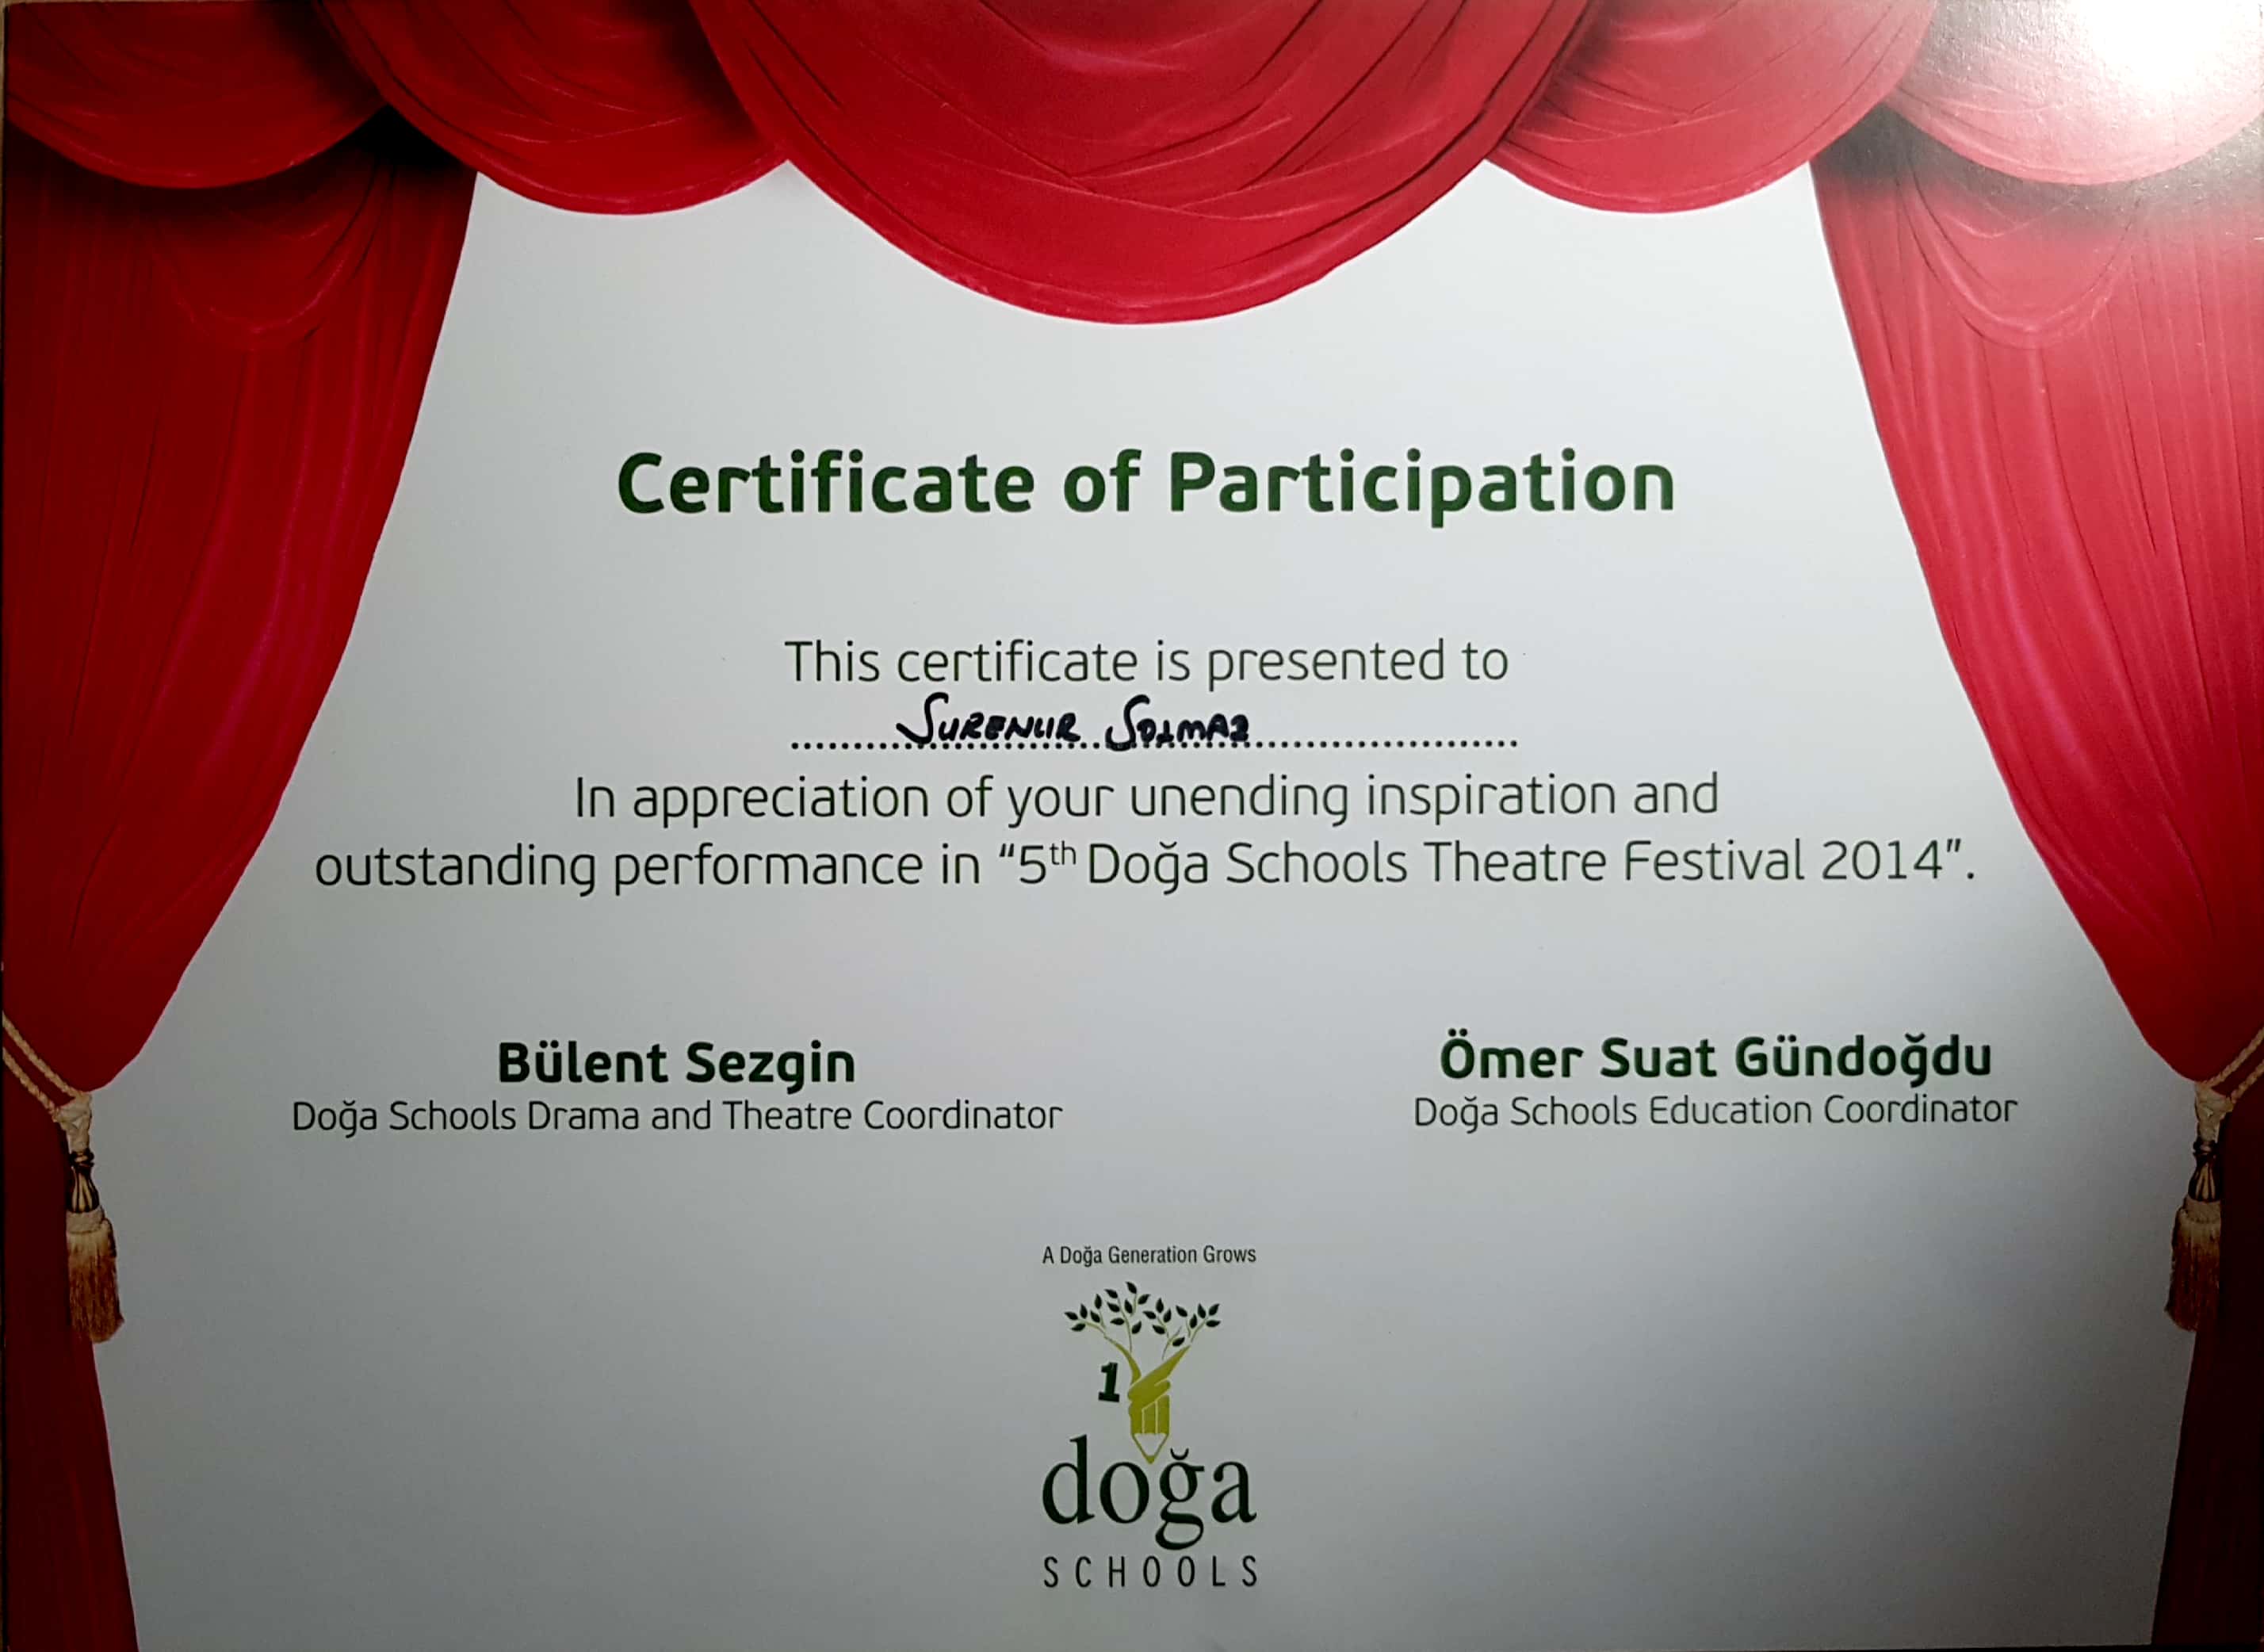 Certificate of Participation
This certificate is presented to
SURENUR SOLMAZ
In appreciation of your unending inspiration and
outstanding performance in “5th Doğa Schools Theatre Festival 2014”.
Bülent Sezgin
Doğa Schools Drama and Theatre Coordinator
Ömer Suat Gündoğdu
Doğa Schools Education Coordinator
A Doğa Generation Grows
1
doğa
SCHOOLS